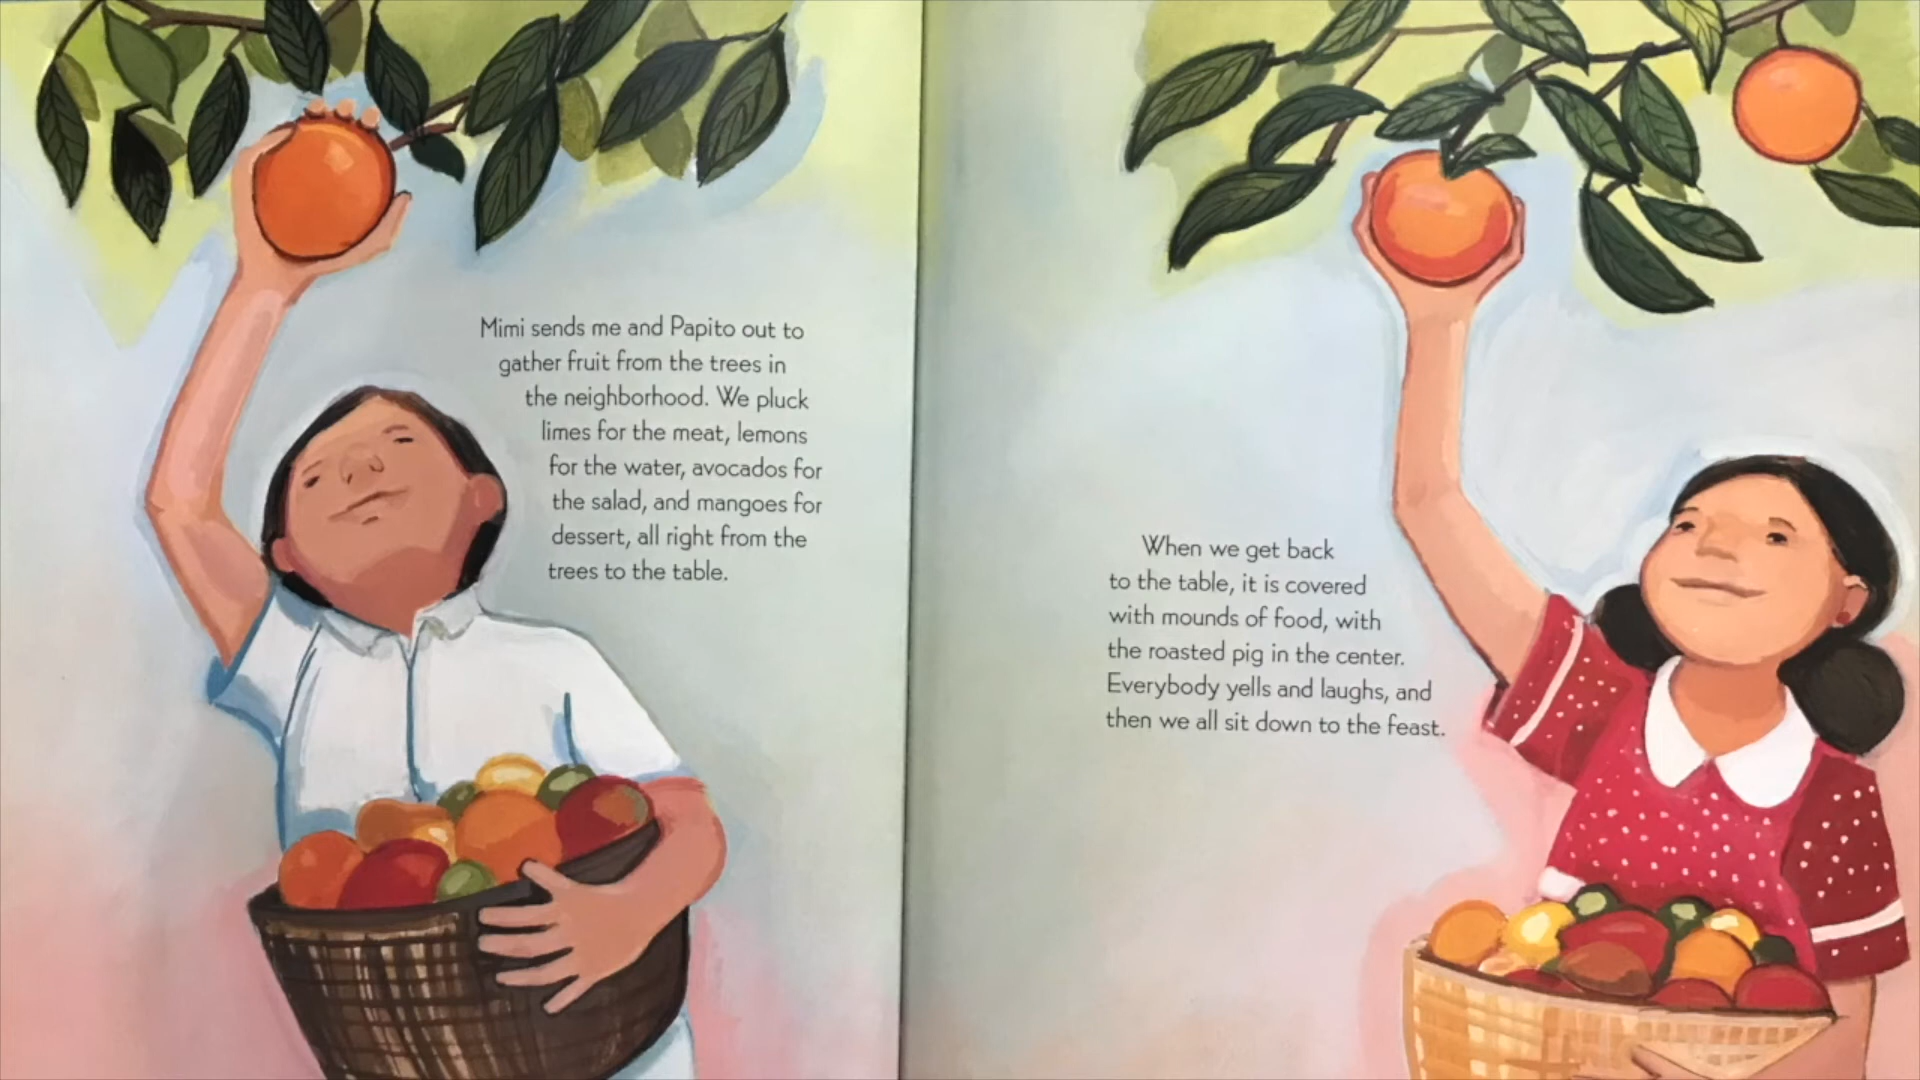 Mimi sends me and Papito out to
gather fruit from the trees in
the neighborhood. We pluck
limes for the meat, lemons
for the water, avocados for
the salad, and mangoes for
dessert, all right from the
trees to the table.
When we get back
to the table, it is covered
with mounds of food, with
the roasted pig in the center.
Everybody yells and laughs, and
then we all sit down to the feast.